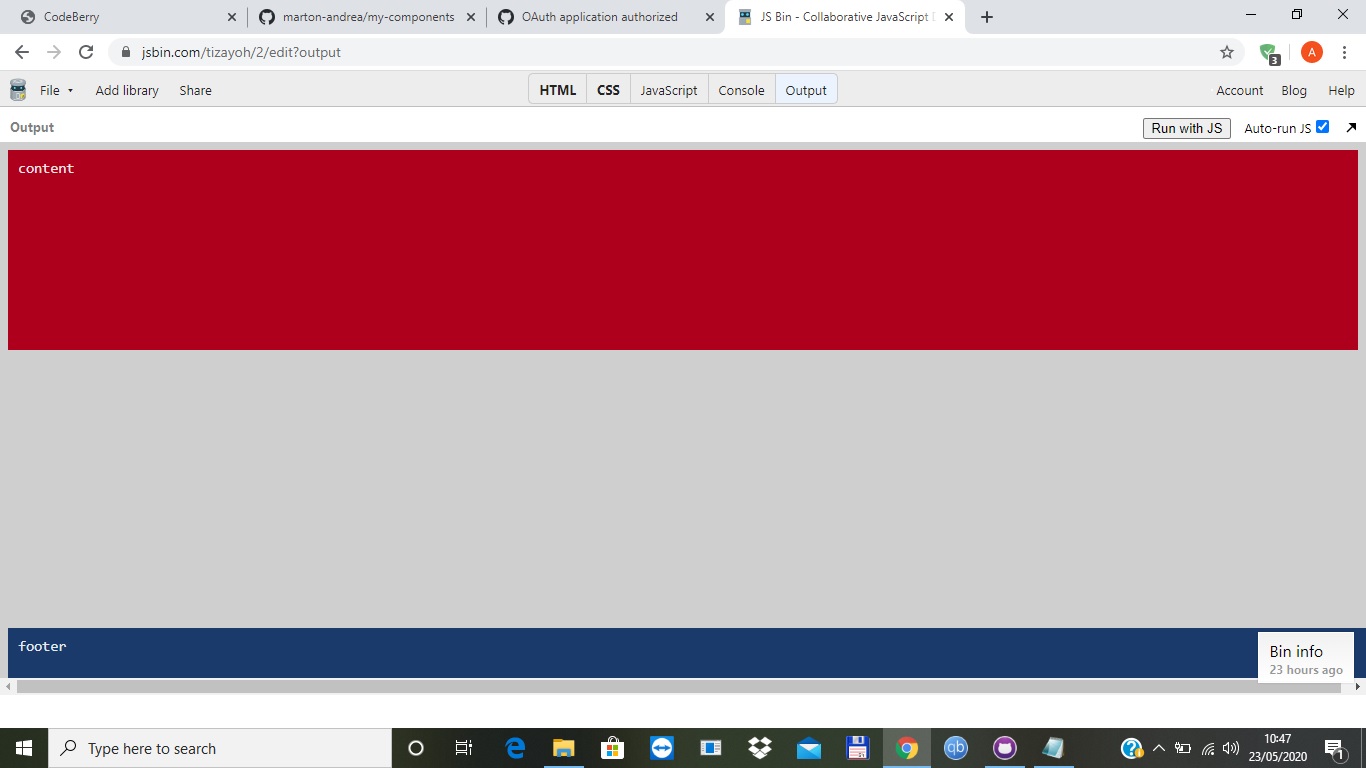 CodeBerry
marton-andrea/my-components
OAuth application authorized
JS Bin - Collaborative JavaScript
jsbin.com/tizayoh/2/edit?output
3
A
File
Add library
Share
HTML
CSS
JavaScript
Console
Output
Account
Blog
Help
Output
Run with JS
Auto-run JS
content
footer
Bin info
23 hours ago
Type here to search
qb
10:47
23/05/2020
1